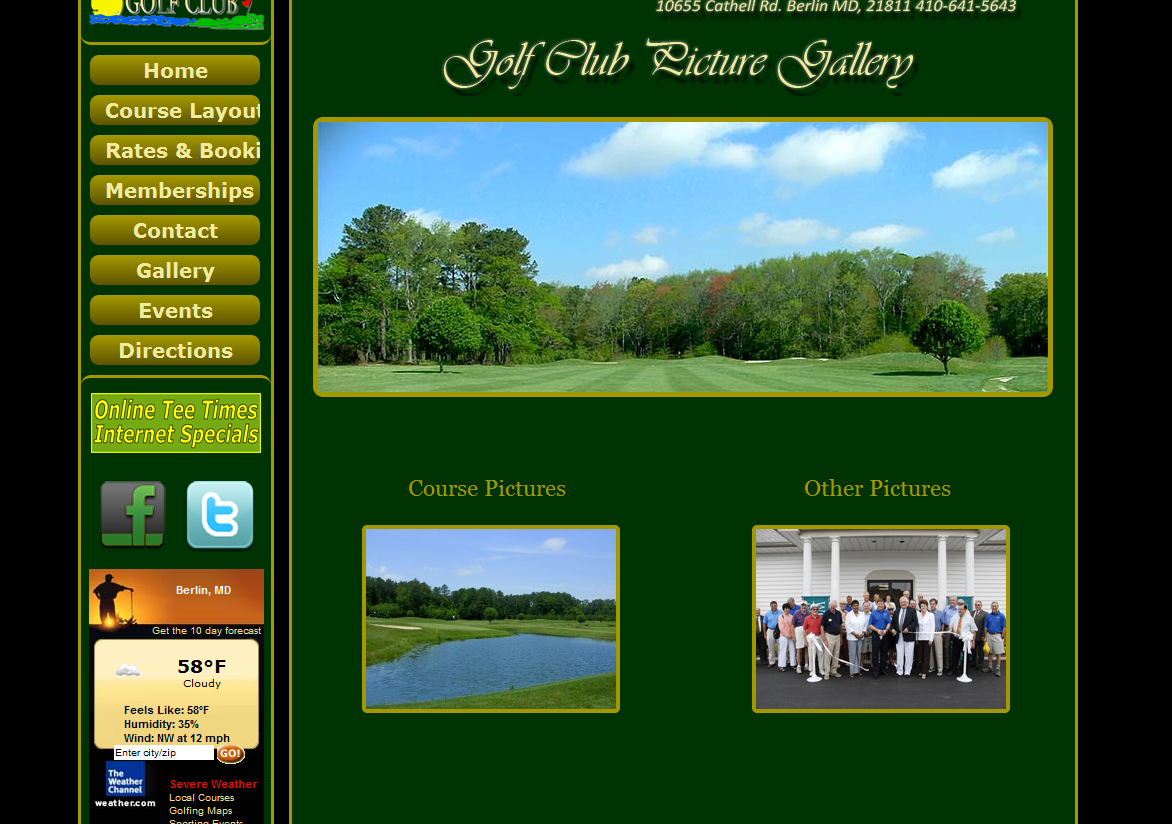 GOLF CLUB
Home
Course Layout
Rates & Booki
Memberships
Contact
Gallery
Events
Directions
Online Tee Times
Internet Specials
Berlin, MD
Get the 10 day forecast
58°F
Cloudy
Feels Like: 58°F
Humidity: 35%
Wind: NW at 12 mph
Enter city/zip GO!
The
Weather
Channel
weather.com
Severe Weather
Local Courses
Golfing Maps
Sporting Events
10655 Cathell Rd. Berlin MD, 21811 410-641-5643
Golf Club Picture Gallery
Course Pictures
Other Pictures